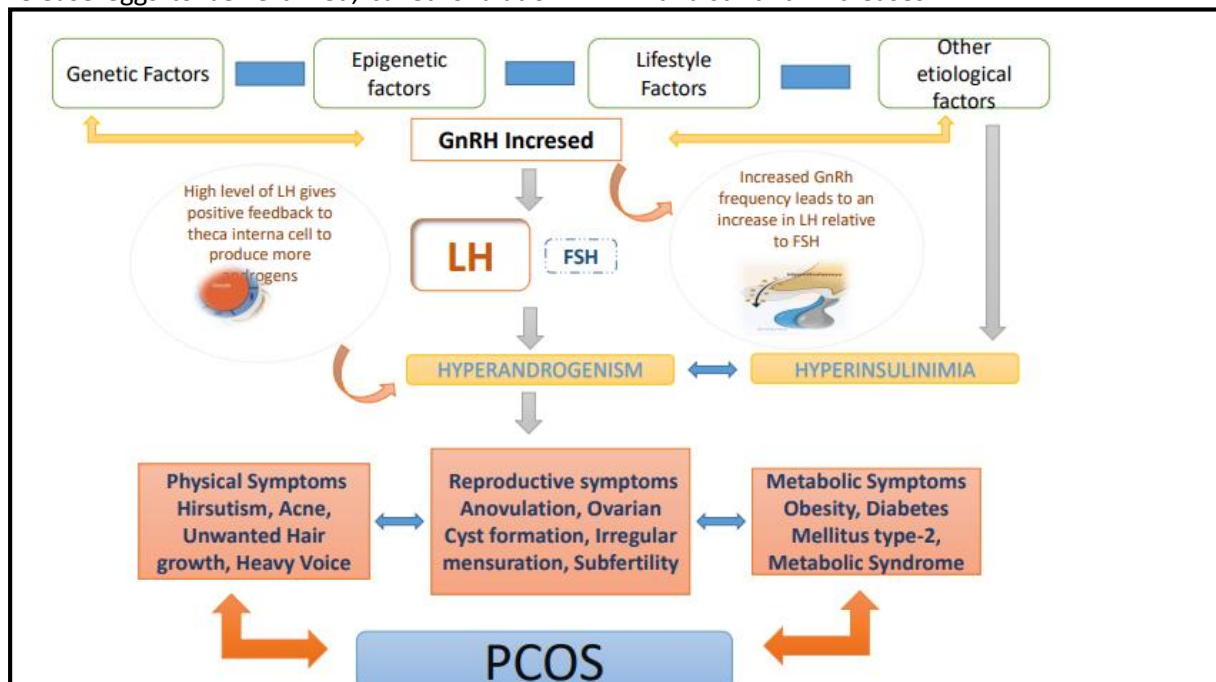 Genetic Factors
Epigenetic
factors
Lifestyle
Factors
Other
etiological
factors
GnRH Incresed
High level of LH gives
positive feedback to
theca interna cell to
produce more
androgens
Increased GnRh
frequency leads to an
increase in LH relative
to FSH
LH
FSH
HYPERANDROGENISM
HYPERINSULINIMIA
Physical Symptoms
Hirsutism, Acne,
Unwanted Hair
growth, Heavy Voice
Reproductive symptoms
Anovulation, Ovarian
Cyst formation, Irregular
mensuration, Subfertility
Metabolic Symptoms
Obesity, Diabetes
Mellitus type-2,
Metabolic Syndrome
PCOS